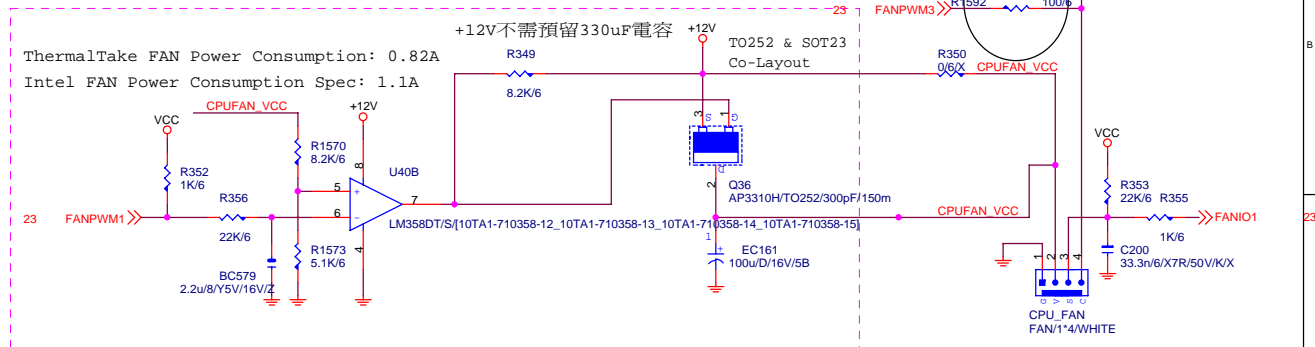 23
FANPWM3
R1592
100/6
B
+12V不需預留330uF電容
+12V
TO252 & SOT23
Co-Layout
ThermalTake FAN Power Consumption: 0.82A
Intel FAN Power Consumption Spec: 1.1A
R349
8.2K/6
R350
0/6/X
CPUFAN_VCC
CPUFAN_VCC
+12V
VCC
R1570
8.2K/6
3
S
1
G
VCC
R352
1K/6
8
U40B
D
2
Q36
AP3310H/TO252/300pF/150m
R353
22K/6
R355
1K/6
23
FANPWM1
R356
22K/6
5
+
6
-
7
4
LM358DT/S/[10TA1-710358-12_10TA1-710358-13_10TA1-710358-14_10TA1-710358-15]
CPUFAN_VCC
FANIO1
23
R1573
5.1K/6
BC579
2.2u/8/Y5V/16V/Z
1
+
EC161
100u/D/16V/5B
C200
33.3n/6/X7R/50V/K/X
1
2
3
4
G
V
S
C
CPU_FAN
FAN/1*4/WHITE